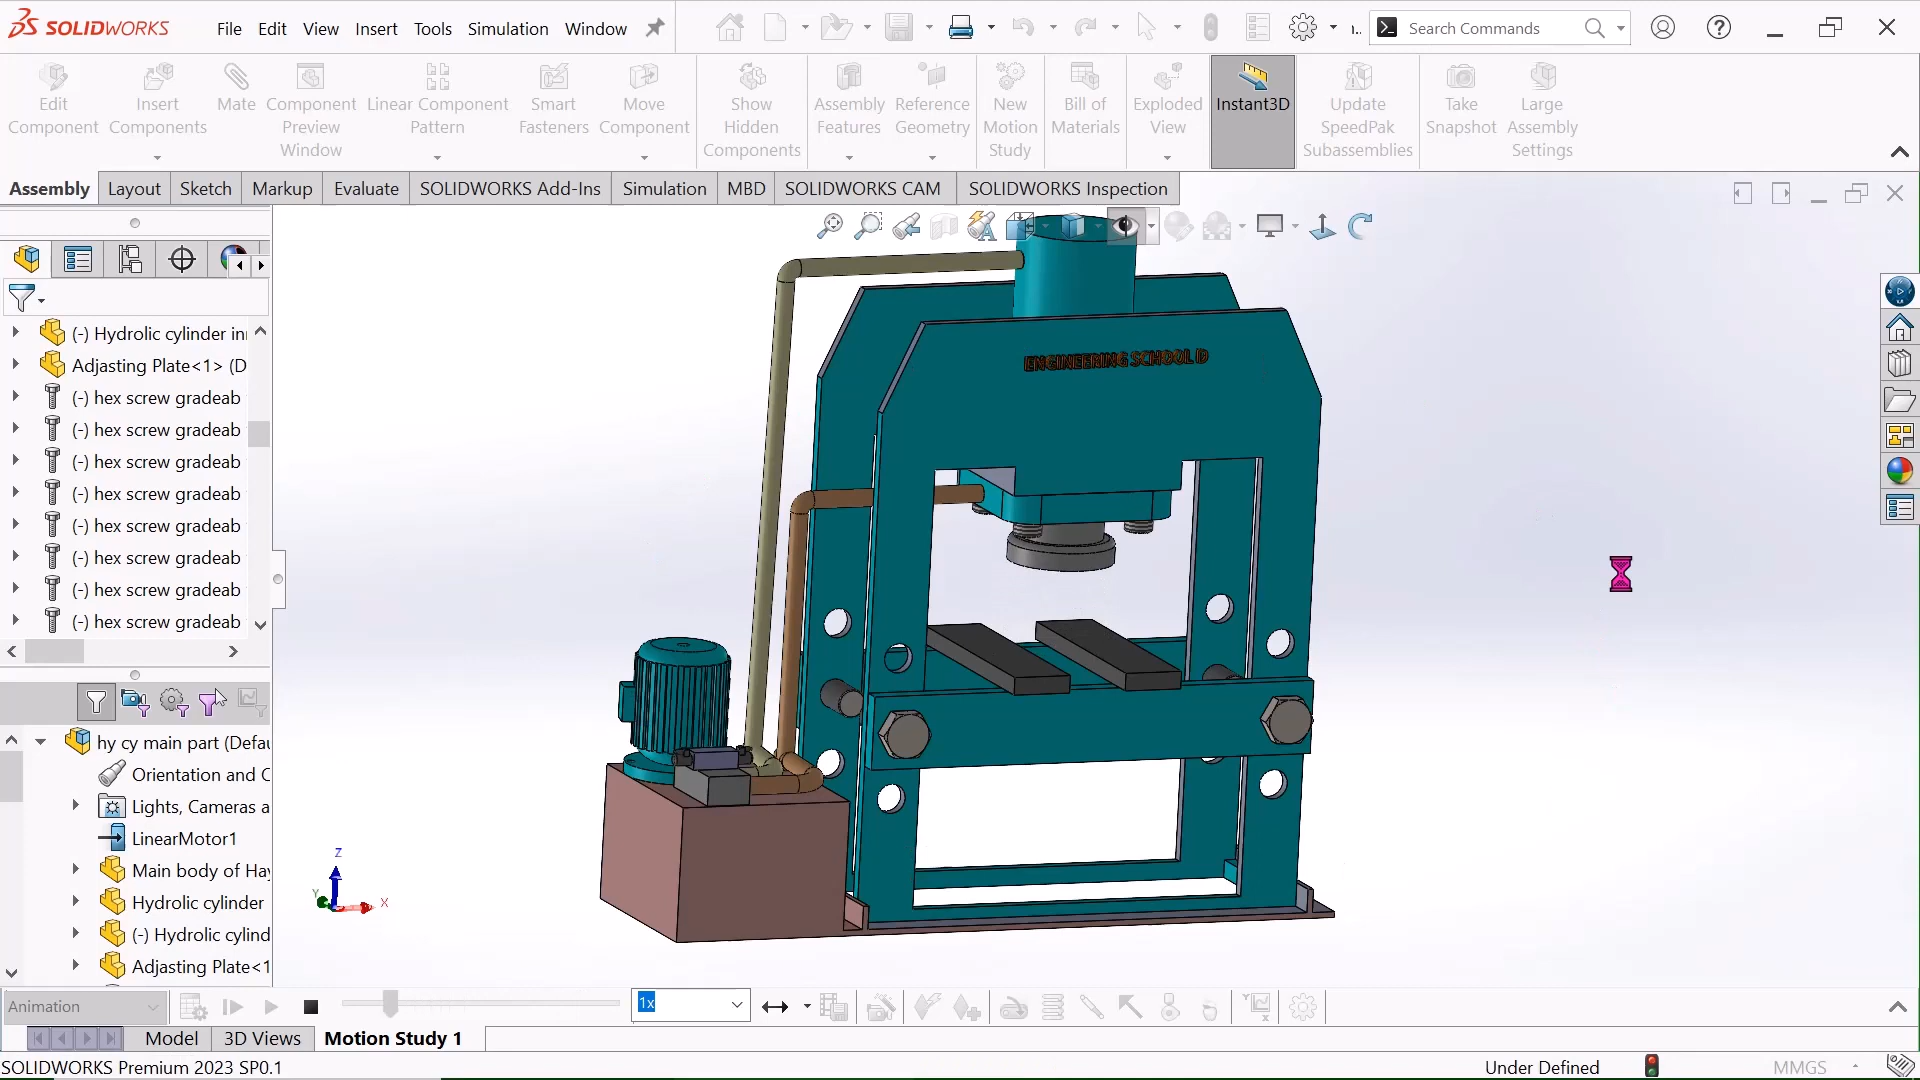 SOLIDWORKS
File Edit View Insert Tools Simulation Window
Search Commands
Edit Component
Insert Components
Mate
Component Preview Window
Linear Component Pattern
Smart Fasteners
Move Component
Show Hidden Components
Assembly Features
Reference Geometry
New Motion Study
Bill of Materials
Exploded View
Instant3D
Update SpeedPak Subassemblies
Take Snapshot
Large Assembly Settings
Assembly Layout Sketch Markup Evaluate SOLIDWORKS Add-Ins Simulation MBD SOLIDWORKS CAM SOLIDWORKS Inspection
(-) Hydrolic cylinder in
Adjasting Plate<1> (D
(-) hex screw gradeab
(-) hex screw gradeab
(-) hex screw gradeab
(-) hex screw gradeab
(-) hex screw gradeab
(-) hex screw gradeab
(-) hex screw gradeab
(-) hex screw gradeab
ENGINEERING SCHOOL iD
hy cy main part (Defau
Orientation and C
Lights, Cameras a
LinearMotor1
Main body of Hay
Hydrolic cylinder
(-) Hydrolic cylind
Adjasting Plate<1
Z
Y
X
Animation
1x
Model 3D Views Motion Study 1
SOLIDWORKS Premium 2023 SP0.1
Under Defined
MMGS